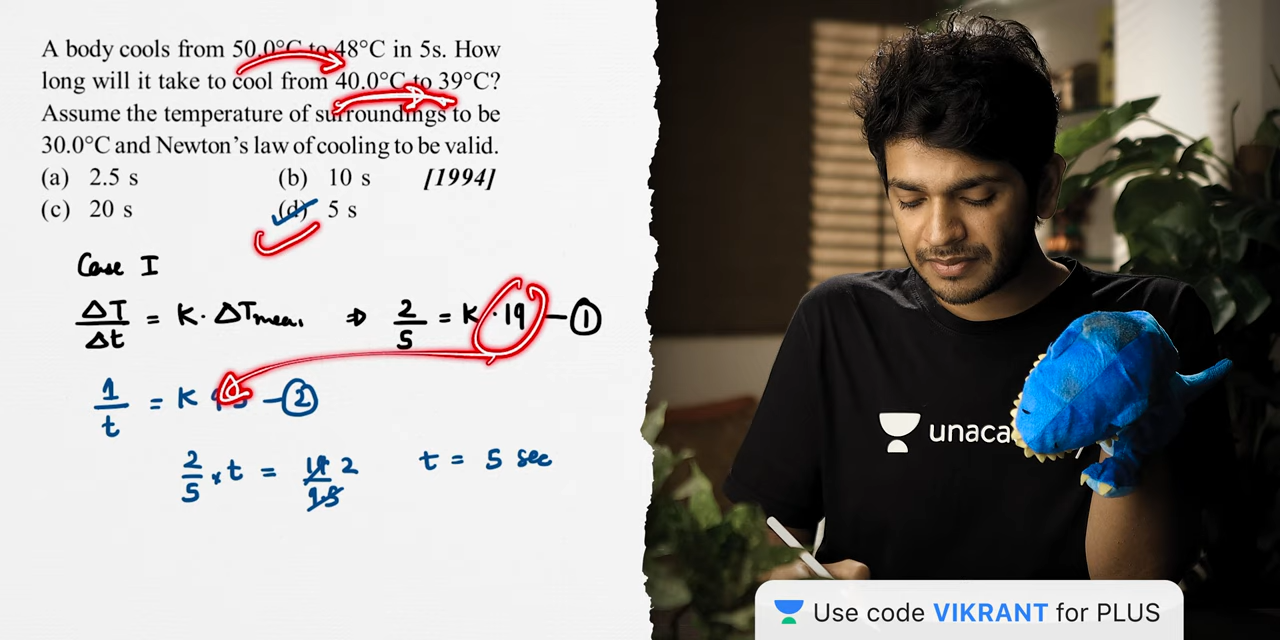 A body cools from 50.0°C to 48°C in 5s. How
long will it take to cool from 40.0°C to 39°C?
Assume the temperature of surroundings to be
30.0°C and Newton's law of cooling to be valid.
(a) 2.5 s (b) 10 s [1994]
(c) 20 s (d) 5 s
Case I
ΔT/Δt = K. ΔTmean ⇒ 2/5 = K . 19 — ①
1/t = K — ②
2/5 × t = 2 t = 5 sec
unaca
Use code VIKRANT for PLUS